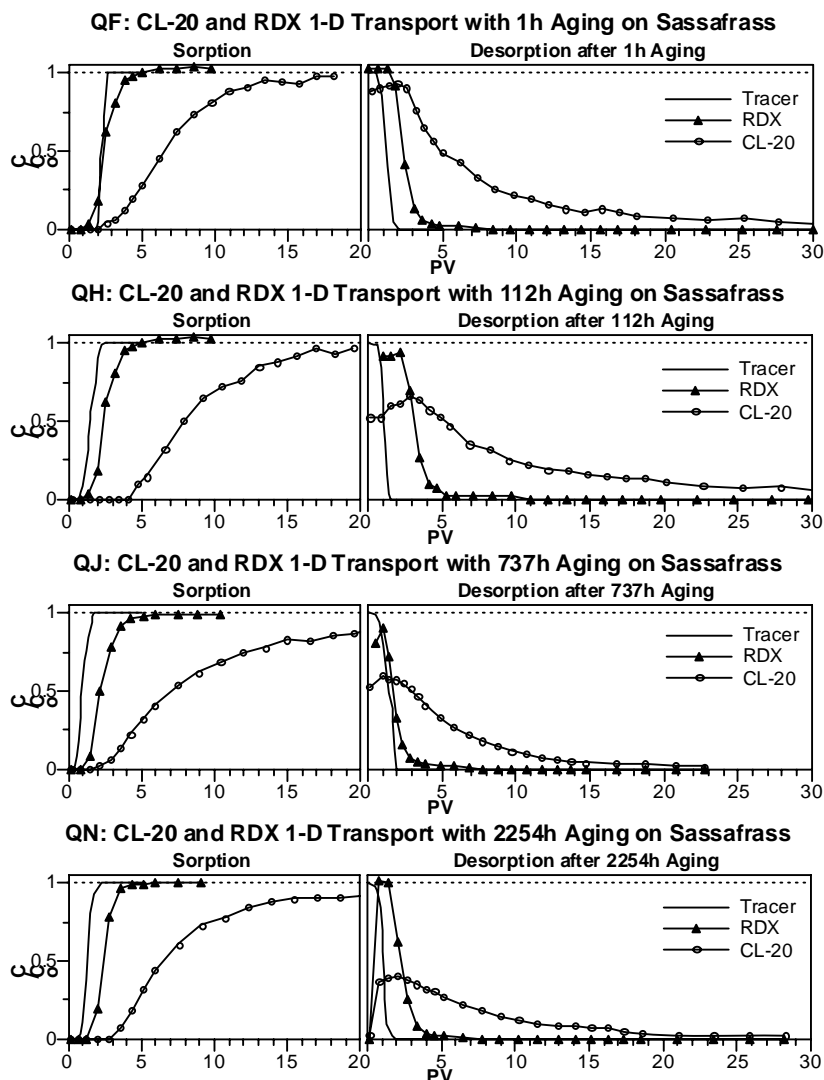 QF: CL-20 and RDX 1-D Transport with 1h Aging on Sassafrass
Sorption
Desorption after 1h Aging
1
0.5
0
C
Co
0 5 10 15 20
5 10 15 20 25 30
PV
Tracer
RDX
CL-20
QH: CL-20 and RDX 1-D Transport with 112h Aging on Sassafrass
Sorption
Desorption after 112h Aging
1
0.5
0
C
Co
0 5 10 15 20
5 10 15 20 25 30
PV
Tracer
RDX
CL-20
QJ: CL-20 and RDX 1-D Transport with 737h Aging on Sassafrass
Sorption
Desorption after 737h Aging
1
0.5
0
C
Co
0 5 10 15 20
5 10 15 20 25 30
PV
Tracer
RDX
CL-20
QN: CL-20 and RDX 1-D Transport with 2254h Aging on Sassafrass
Sorption
Desorption after 2254h Aging
1
0.5
0
C
Co
0 5 10 15 20
5 10 15 20 25 30
PV
Tracer
RDX
CL-20